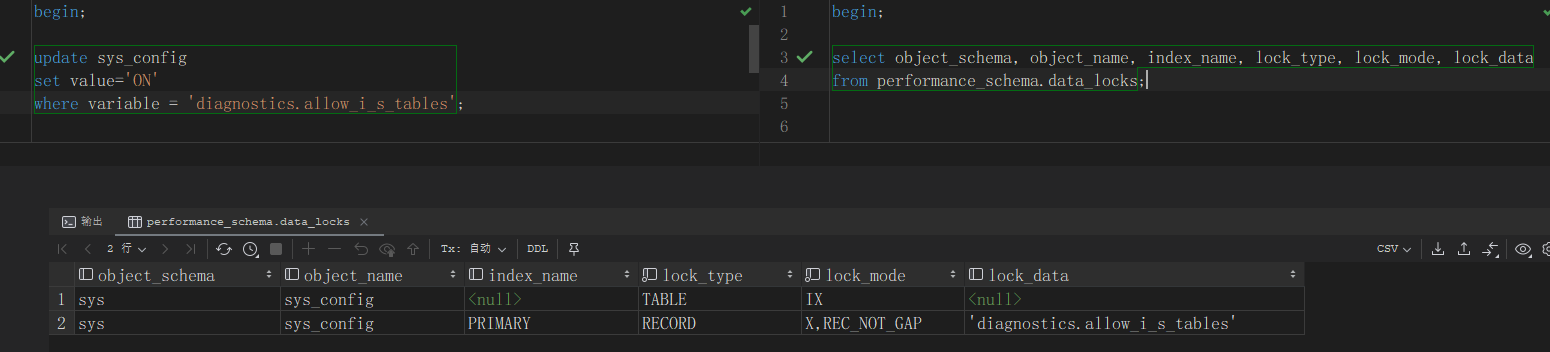 begin;
update sys_config
set value='ON'
where variable = 'diagnostics.allow_i_s_tables';
1 begin;
2
3 select object_schema, object_name, index_name, lock_type, lock_mode, lock_data
4 from performance_schema.data_locks;
5
6
输出 performance_schema.data_locks
2 行 Tx: 自动 DDL CSV
object_schema object_name index_name lock_type lock_mode lock_data
1 sys sys_config <null> TABLE IX <null>
2 sys sys_config PRIMARY RECORD X,REC_NOT_GAP 'diagnostics.allow_i_s_tables'